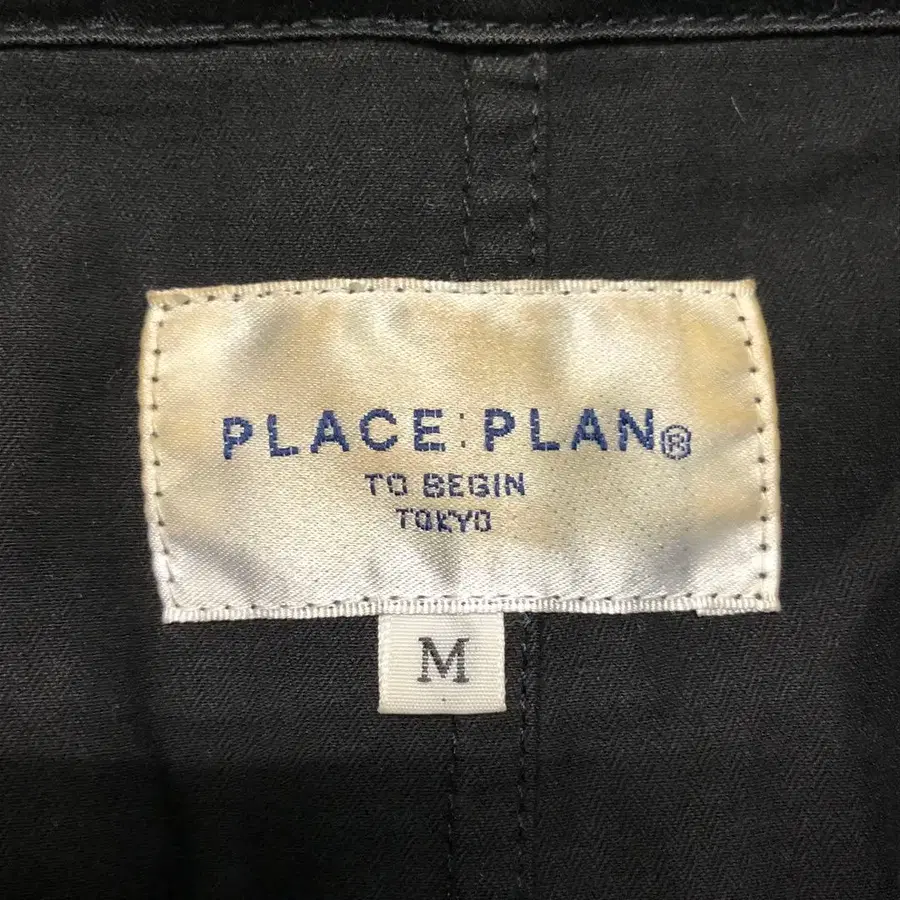 PLACE:PLAN®
TO BEGIN
TOKYO
M